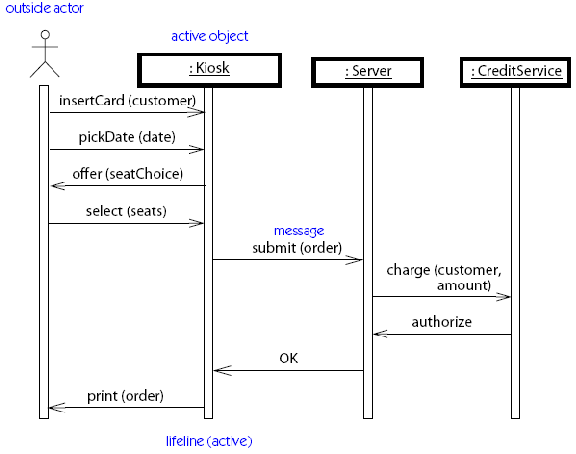 outside actor
active object
: Kiosk
: Server
: CreditService
insertCard (customer)
pickDate (date)
offer (seatChoice)
select (seats)
message
submit (order)
charge (customer,
amount)
authorize
OK
print (order)
lifeline (active)